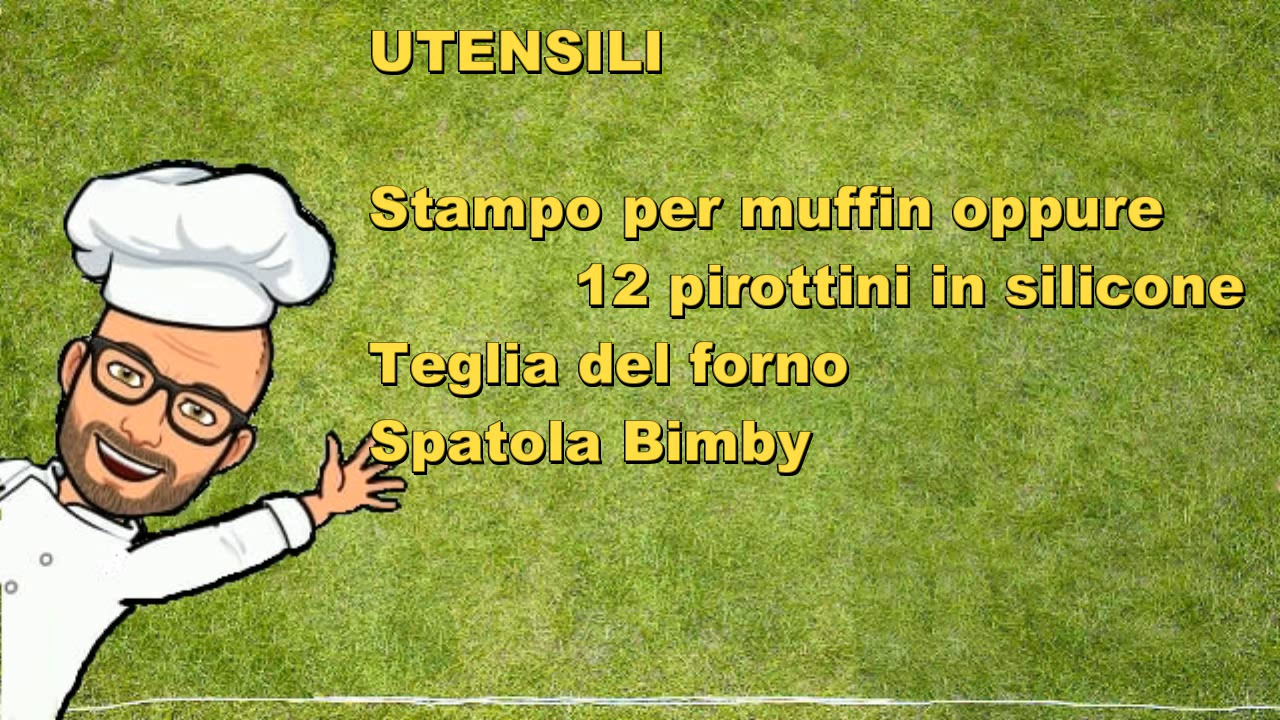 UTENSILI
Stampo per muffin oppure
12 pirottini in silicone
Teglia del forno
Spatola Bimby